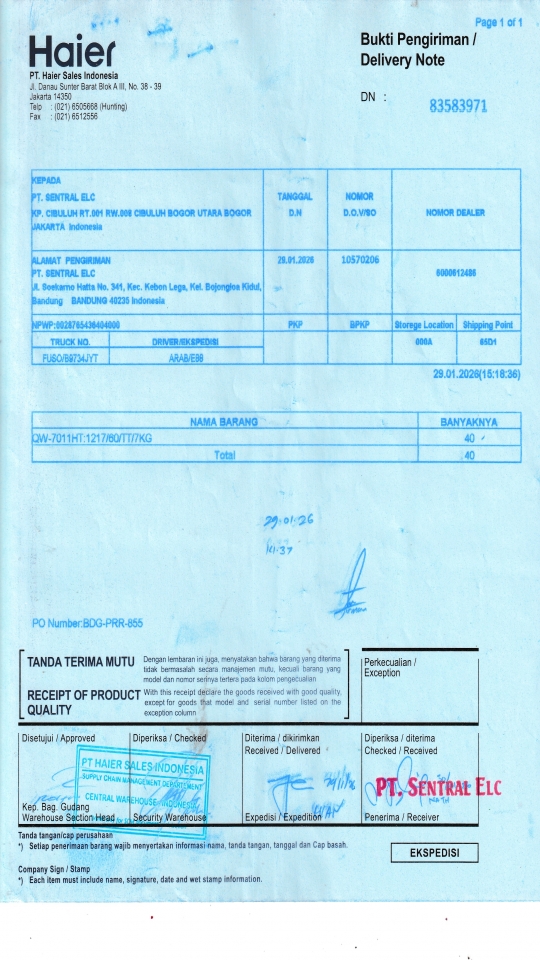 Page 1 of 1
Haier
Bukti Pengiriman /
Delivery Note
PT. Haier Sales Indonesia
Jl. Danau Sunter Barat Blok A III, No. 38 - 39
Jakarta 14350
Telp : (021) 6505668 (Hunting)
Fax : (021) 6512556
DN : 83583971
KEPADA
PT. SENTRAL ELC
KP. CIBULUH RT.001 RW.008 CIBULUH BOGOR UTARA BOGOR
JAKARTA Indonesia
TANGGAL
D.N
NOMOR
D.O.V/SO
NOMOR DEALER
ALAMAT PENGIRIMAN
PT. SENTRAL ELC
Jl. Soekarno Hatta No. 341, Kec. Kebon Lega, Kel. Bojongloa Kidul,
Bandung BANDUNG 40235 Indonesia
29.01.2026
10570206
6000612486
NPWP:0028765436404000
PKP
BPKP
Storege Location
Shipping Point
TRUCK NO.
DRIVER/EKSPEDISI
000A
65D1
FUSO/B9734JYT
ARAB/EB6
29.01.2026(15:18:36)
NAMA BARANG
BANYAKNYA
QW-7011HT:1217/60/TT/7KG
40
Total
40
29.01.26
PO Number:BDG-PRR-855
TANDA TERIMA MUTU
Dengan lembaran ini juga, menyatakan bahwa barang yang diterima
tidak bermasalah secara manajemen mutu, kecuali barang yang
model dan nomor serinya tertera pada kolom pengecualian
RECEIPT OF PRODUCT
QUALITY
With this receipt declare the goods received with good quality,
except for goods that model and serial number listed on the
exception column
Perkecualian /
Exception
Disetujui / Approved
Diperiksa / Checked
Diterima / dikirimkan
Received / Delivered
Diperiksa / diterima
Checked / Received
PT HAIER SALES INDONESIA
SUPPLY CHAIN MANAGEMENT DEPARTEMENT
CENTRAL WAREHOUSE - INDONESIA
PT. SENTRAL ELC
Kep. Bag. Gudang
Warehouse Section Head
Security Warehouse
Expedisi / Expedition
Penerima / Receiver
Tanda tangan/cap perusahaan
*) Setiap penerimaan barang wajib menyertakan informasi nama, tanda tangan, tanggal dan Cap basah.
EKSPEDISI
Company Sign / Stamp
*) Each item must include name, signature, date and wet stamp information.